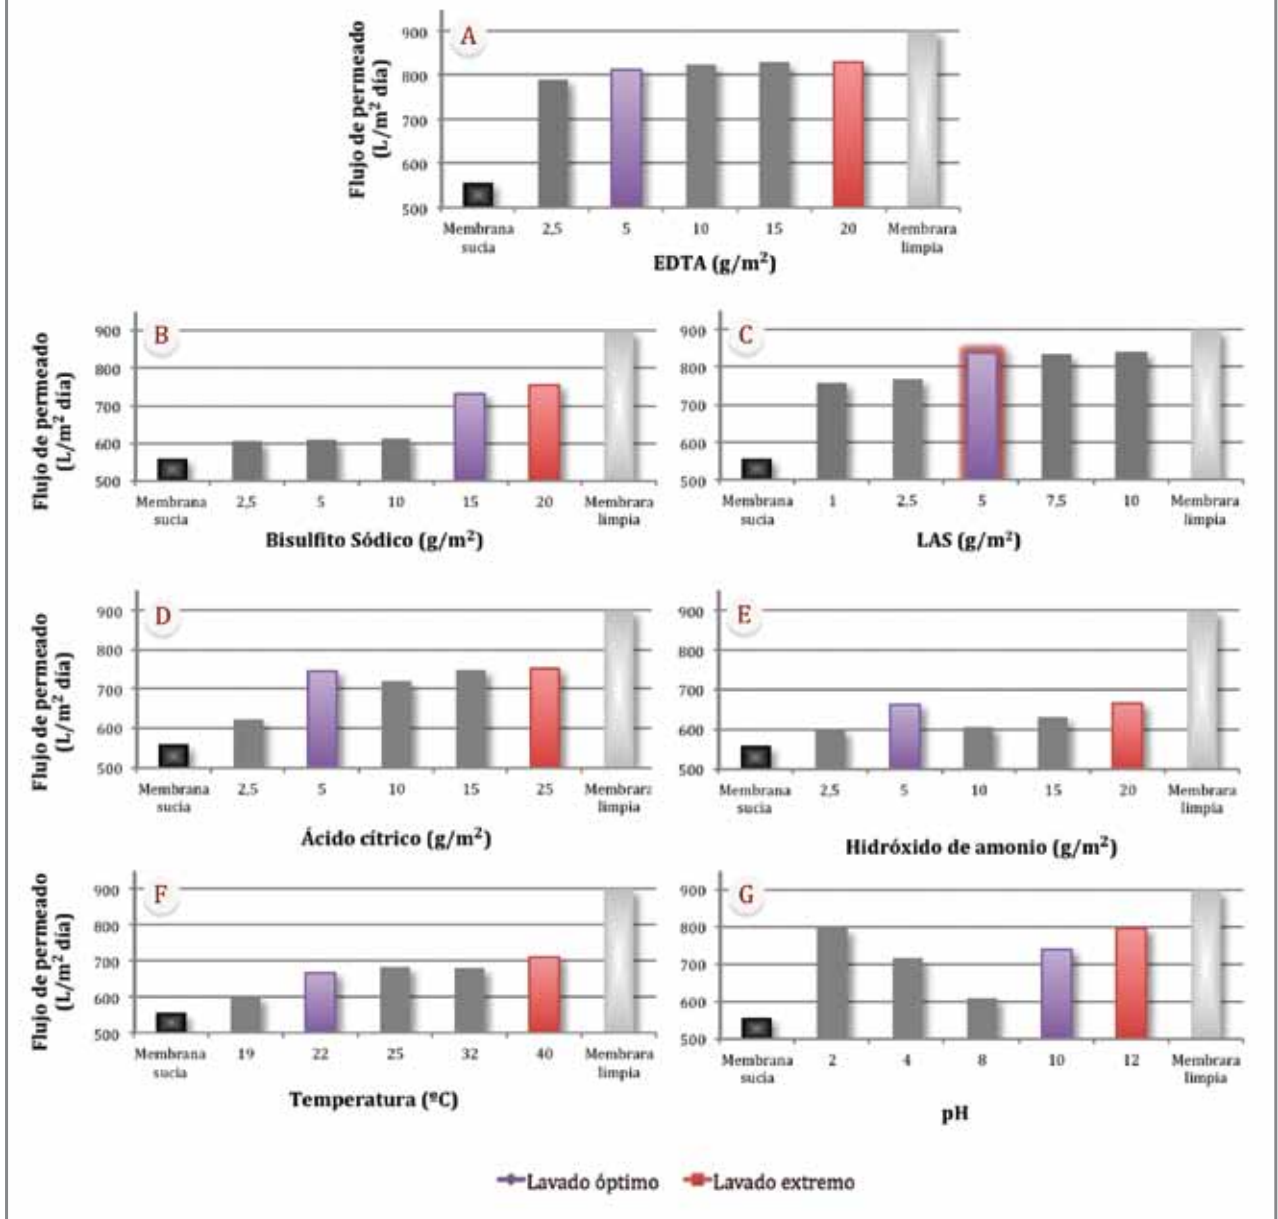 A
Flujo de permeado
(L/m² día)
900
800
700
600
500
Membrana sucia 2,5 5 10 15 20 Membrara limpia
EDTA (g/m²)
B
Flujo de permeado
(L/m² día)
900
800
700
600
500
Membrana sucia 2,5 5 10 15 20 Membrara limpia
Bisulfito Sódico (g/m²)
C
900
800
700
600
500
Membrana sucia 1 2.5 5 7,5 10 Membrara limpia
LAS (g/m²)
D
Flujo de permeado
(L/m² día)
900
800
700
600
500
Membrana sucia 2,5 5 10 15 25 Membrara limpia
Ácido cítrico (g/m²)
E
900
800
700
600
500
Membrana sucia 2,5 5 10 15 20 Membrara limpia
Hidróxido de amonio (g/m²)
F
Flujo de permeado
(L/m² día)
900
800
700
600
500
Membrana sucia 19 22 25 32 40 Membrara limpia
Temperatura (ºC)
G
900
800
700
600
500
Membrana sucia 2 4 8 10 12 Membrara limpia
pH
Lavado óptimo Lavado extremo